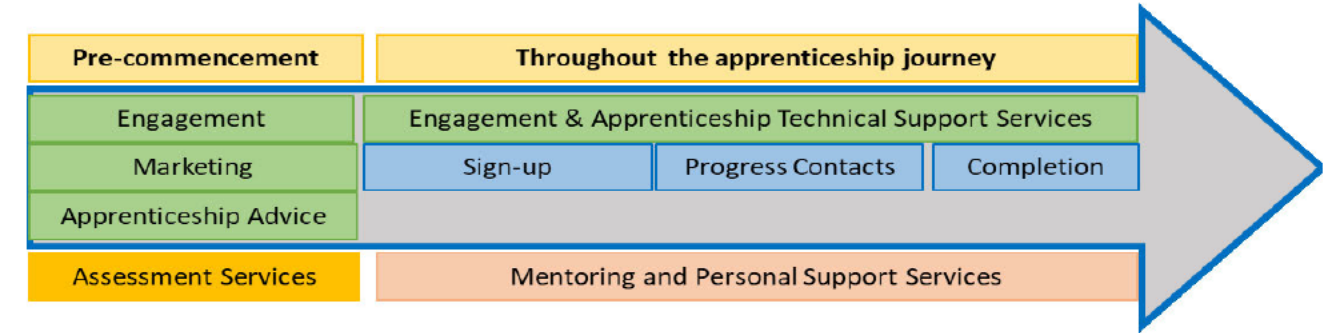 Pre-commencement
Throughout the apprenticeship journey
Engagement
Engagement & Apprenticeship Technical Support Services
Marketing
Sign-up
Progress Contacts
Completion
Apprenticeship Advice
Assessment Services
Mentoring and Personal Support Services